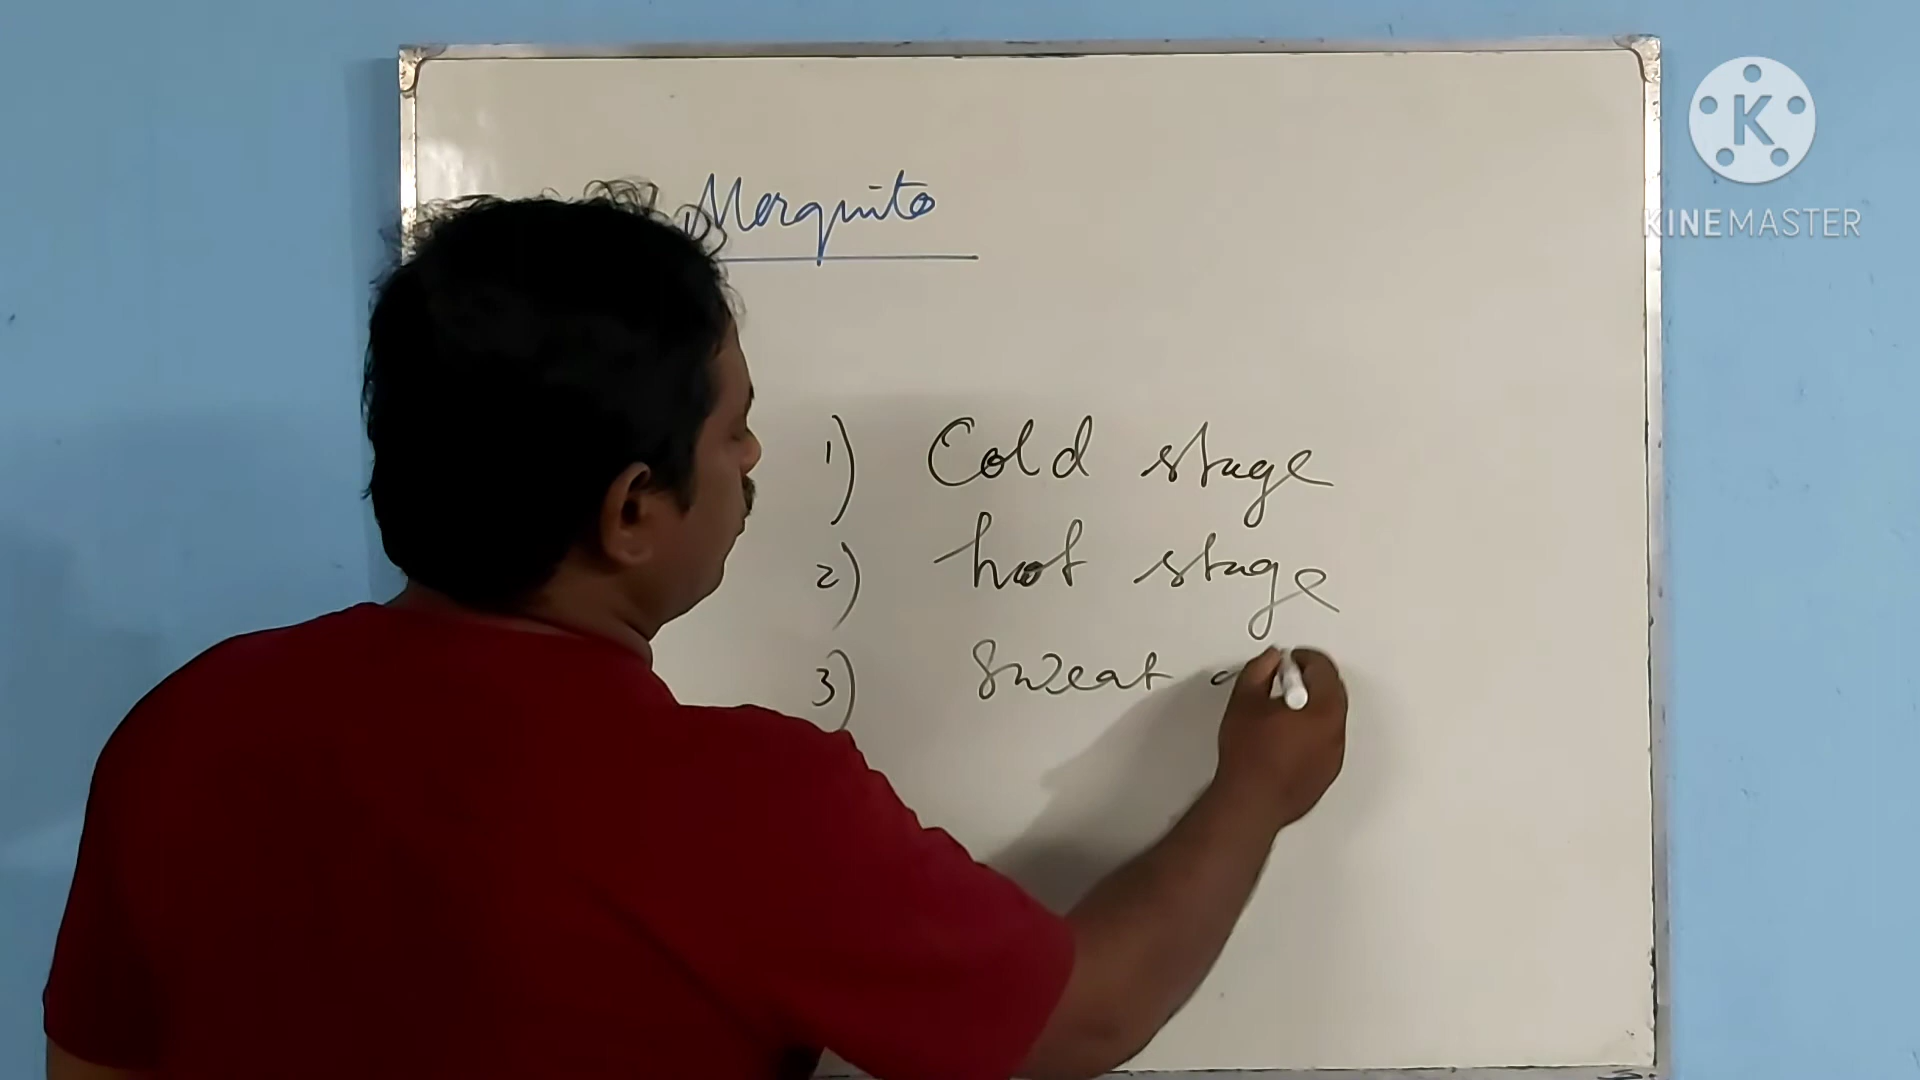 Mosquito
1) Cold stage
2) hot stage
3) Sweat
K
KINEMASTER